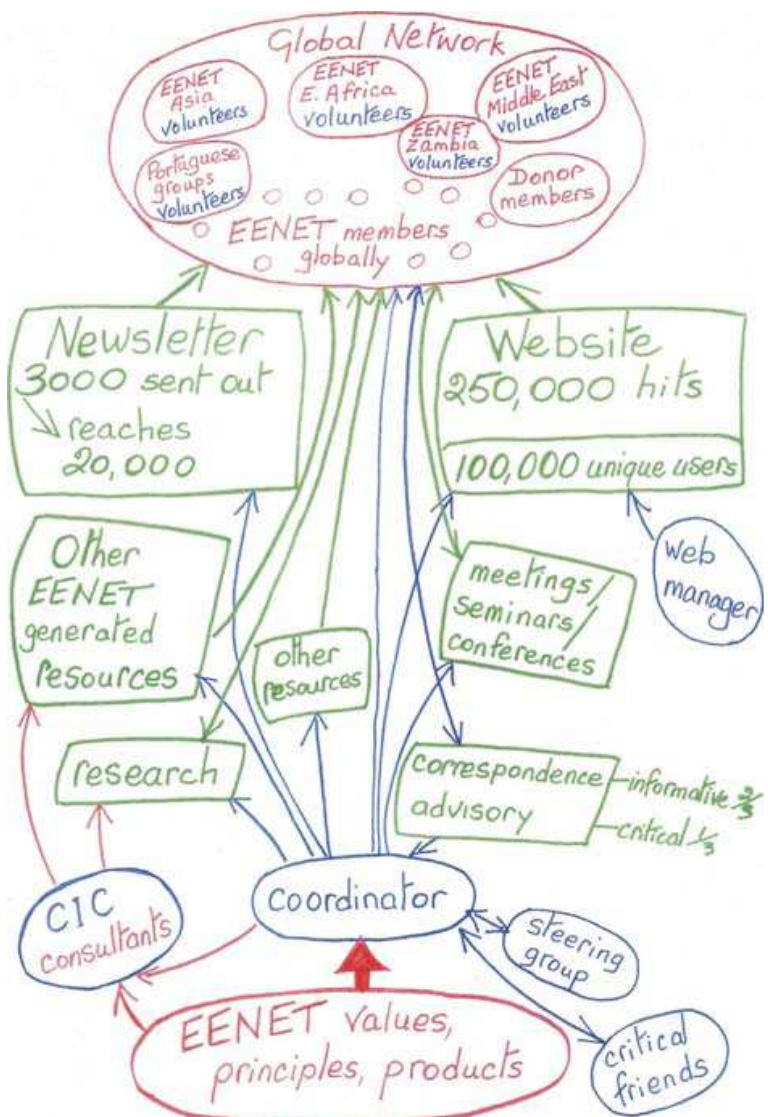 Global Network
EENET
Asia
volunteers
EENET
E. Africa
volunteers
EENET
Middle East
volunteers
EENET
Zambia
volunteers
Portuguese
groups
volunteers
Donor
members
EENET members
globally
Newsletter
3000 sent out
reaches
20,000
Website
250,000 hits
100,000 unique users
Other
EENET
generated
resources
other
resources
meetings/
seminars/
conferences
web
manager
research
correspondence
advisory
informative 2/3
critical 1/3
CIC
consultants
Coordinator
steering
group
critical
friends
EENET values,
principles, products